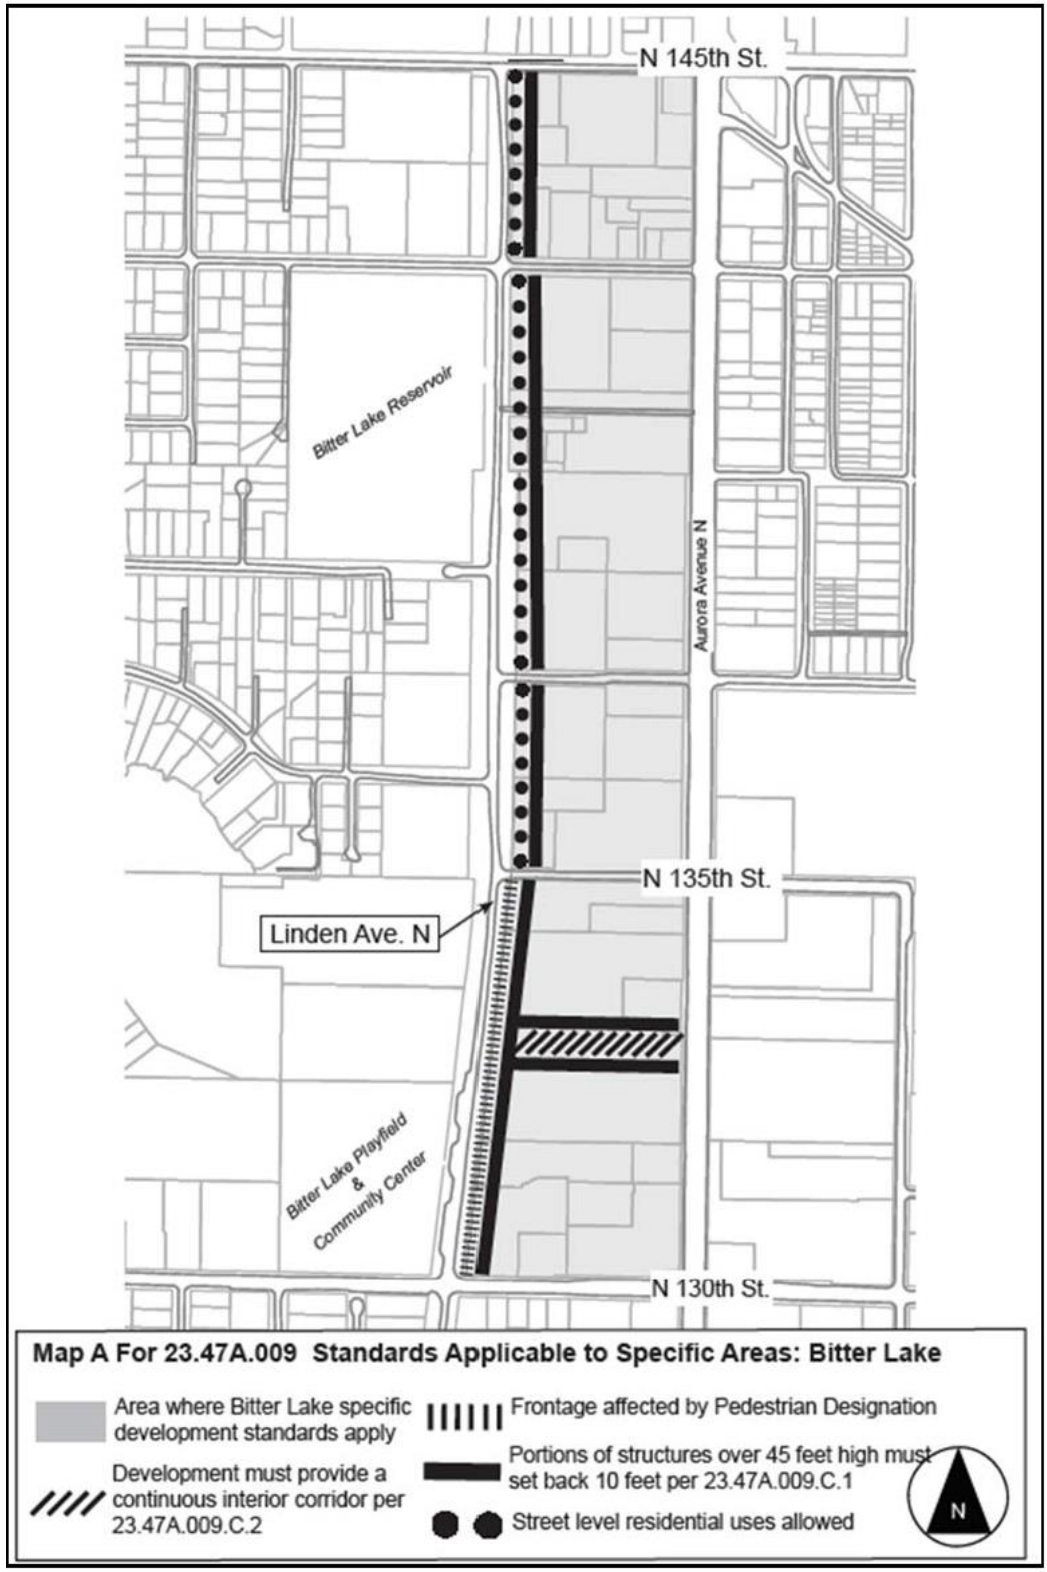 N 145th St.
Bitter Lake Reservoir
Aurora Avenue N
N 135th St.
Linden Ave. N
Bitter Lake Playfield
&
Community Center
N 130th St.
Map A For 23.47A.009 Standards Applicable to Specific Areas: Bitter Lake
Area where Bitter Lake specific
development standards apply
Development must provide a
continuous interior corridor per
23.47A.009.C.2
Frontage affected by Pedestrian Designation
Portions of structures over 45 feet high must
set back 10 feet per 23.47A.009.C.1
Street level residential uses allowed
N